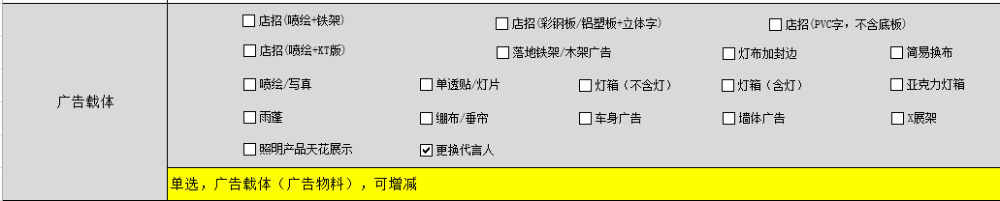 店招(喷绘+铁架) 店招(彩钢板/铝塑板+立体字) 店招(PVC字，不含底板)
店招(喷绘+KT版) 落地铁架/木架广告 灯布加封边 简易换布
喷绘/写真 单透贴/灯片 灯箱（不含灯） 灯箱（含灯） 亚克力灯箱
广告载体
雨蓬 绷布/垂帘 车身广告 墙体广告 X展架
照明产品天花展示 更换代言人
单选，广告载体（广告物料），可增减